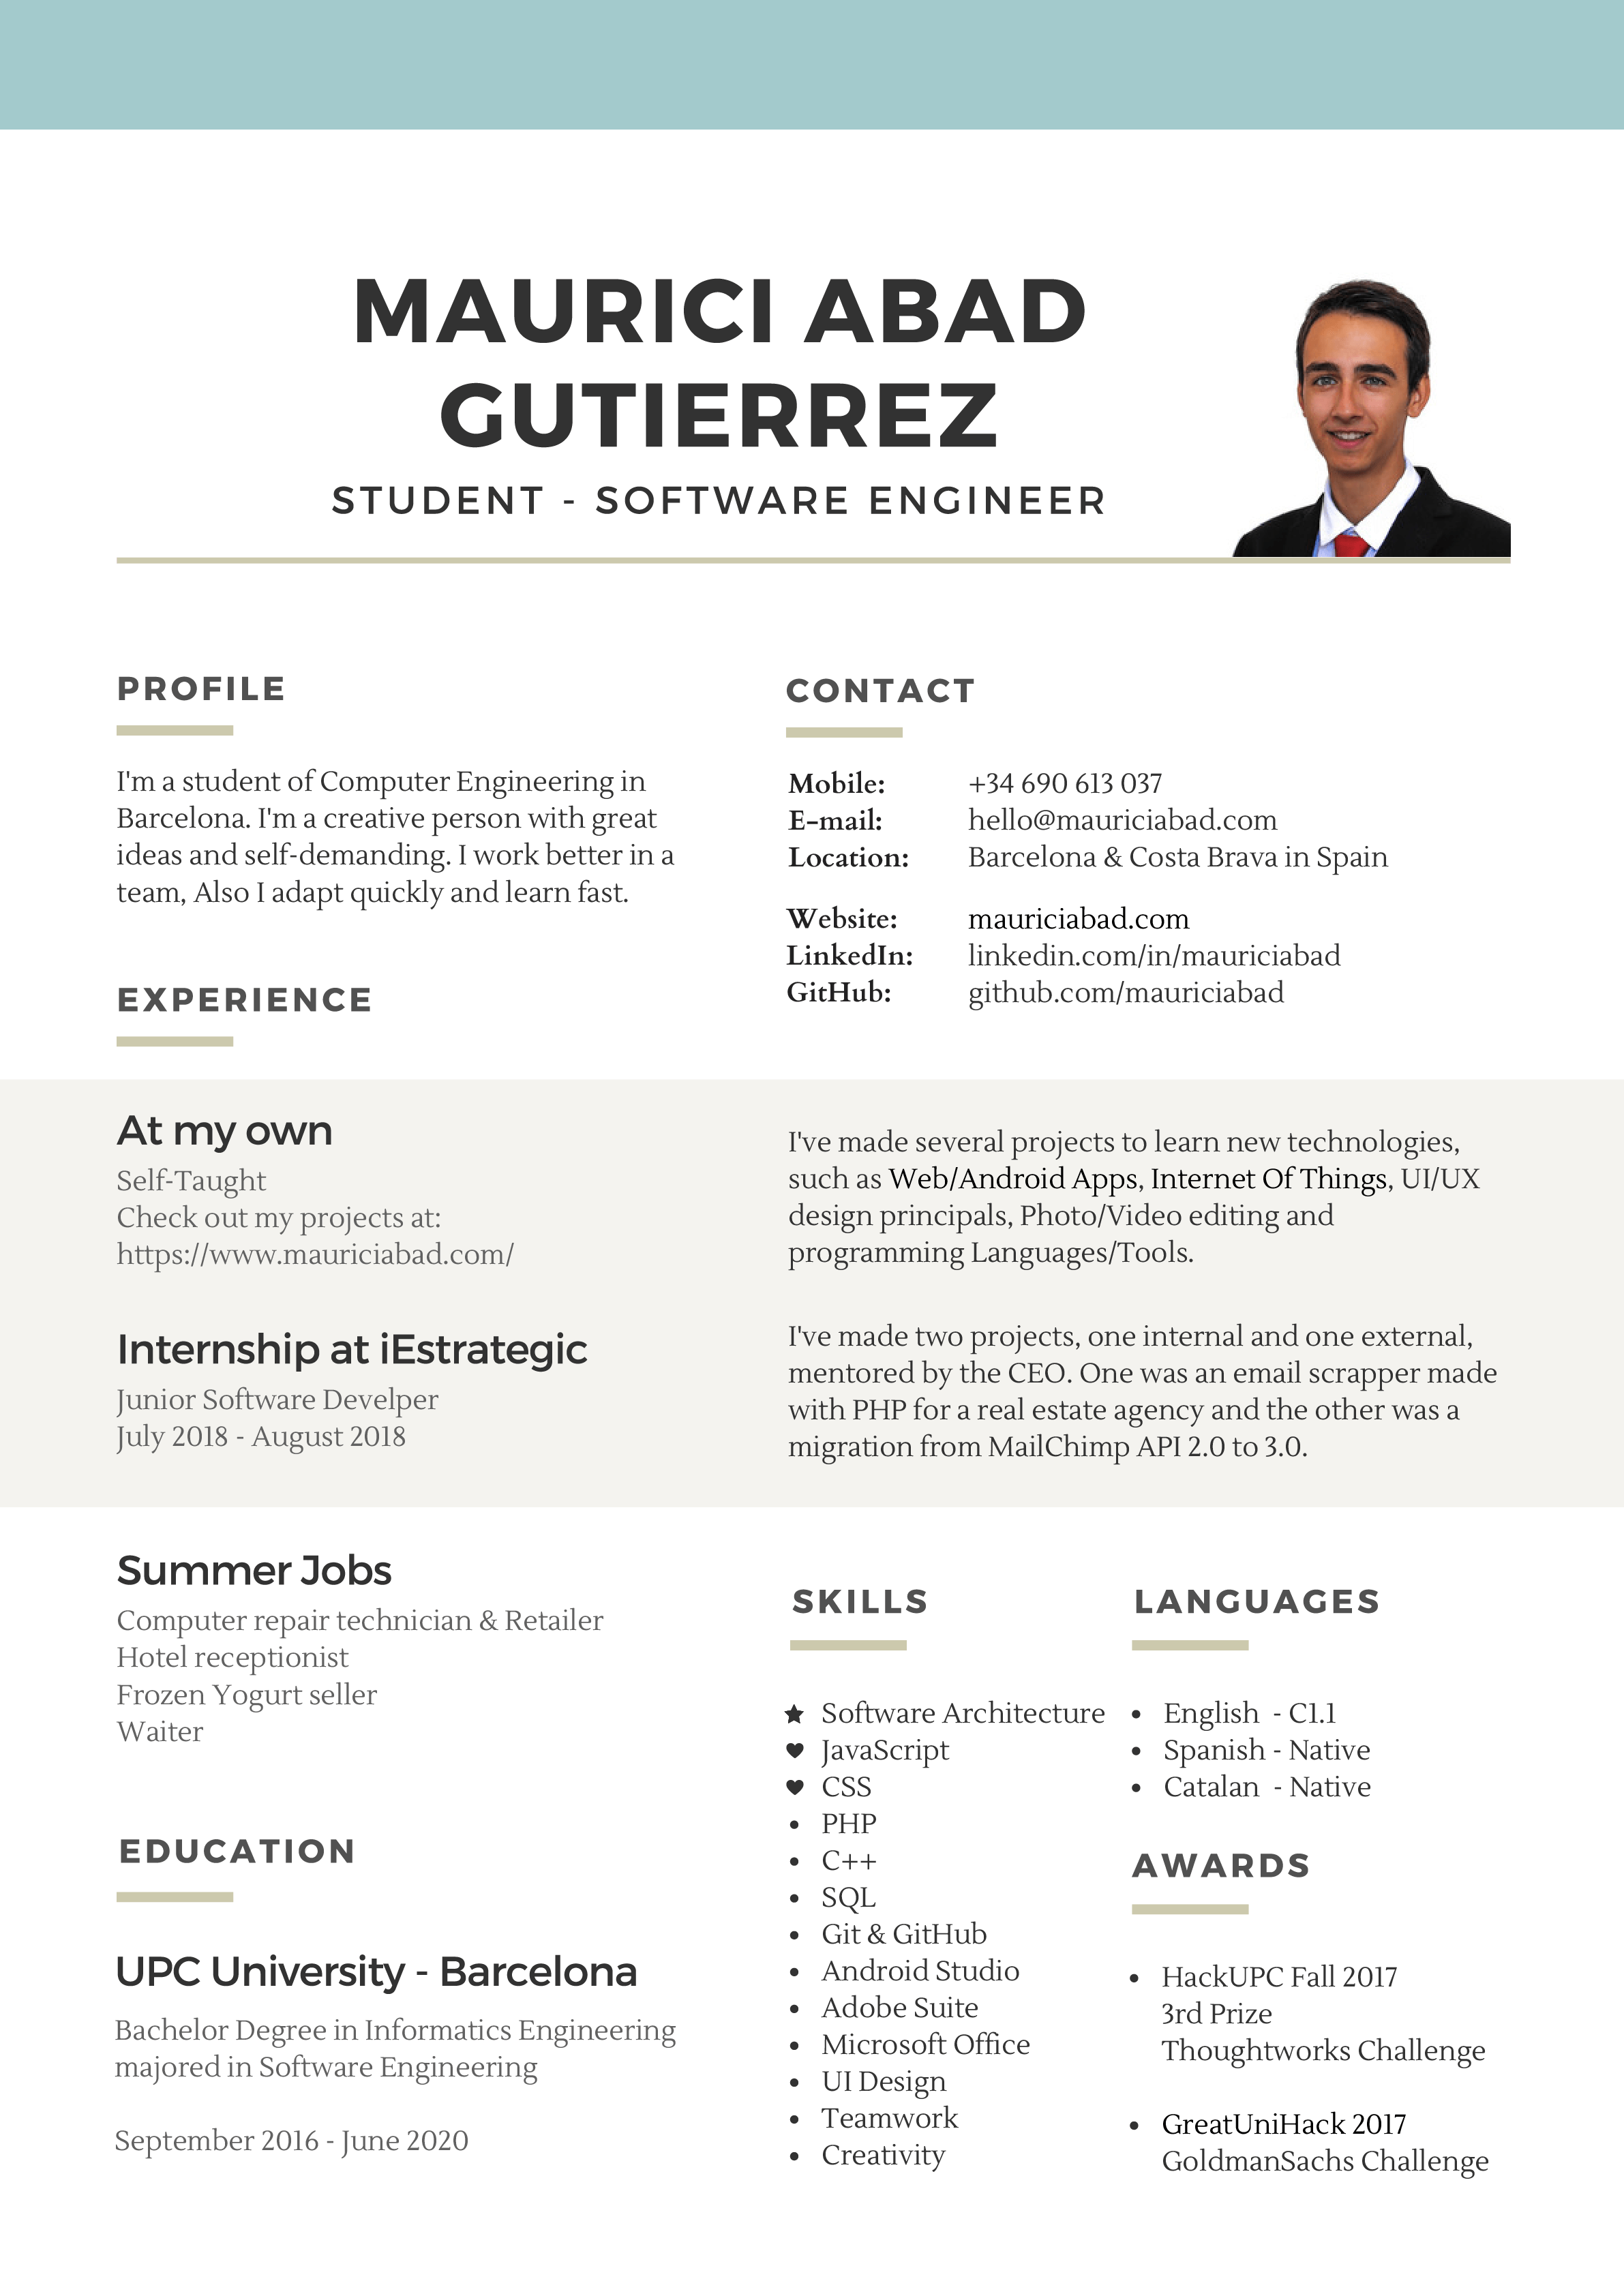 MAURICI ABAD
GUTIERREZ
STUDENT - SOFTWARE ENGINEER
PROFILE
I'm a student of Computer Engineering in
Barcelona. I'm a creative person with great
ideas and self-demanding. I work better in a
team, Also I adapt quickly and learn fast.
CONTACT
Mobile: +34 690 613 037
E-mail: hello@mauriciabad.com
Location: Barcelona & Costa Brava in Spain
Website: mauriciabad.com
LinkedIn: linkedin.com/in/mauriciabad
GitHub: github.com/mauriciabad
EXPERIENCE
At my own
Self-Taught
Check out my projects at:
https://www.mauriciabad.com/
I've made several projects to learn new technologies,
such as Web/Android Apps, Internet Of Things, UI/UX
design principals, Photo/Video editing and
programming Languages/Tools.
Internship at iEstrategic
Junior Software Develper
July 2018 - August 2018
I've made two projects, one internal and one external,
mentored by the CEO. One was an email scrapper made
with PHP for a real estate agency and the other was a
migration from MailChimp API 2.0 to 3.0.
Summer Jobs
Computer repair technician & Retailer
Hotel receptionist
Frozen Yogurt seller
Waiter
EDUCATION
UPC University - Barcelona
Bachelor Degree in Informatics Engineering
majored in Software Engineering
September 2016 - June 2020
SKILLS
★ Software Architecture
♥ JavaScript
♥ CSS
• PHP
• C++
• SQL
• Git & GitHub
• Android Studio
• Adobe Suite
• Microsoft Office
• UI Design
• Teamwork
• Creativity
LANGUAGES
• English - C1.1
• Spanish - Native
• Catalan - Native
AWARDS
• HackUPC Fall 2017
3rd Prize
Thoughtworks Challenge
• GreatUniHack 2017
GoldmanSachs Challenge